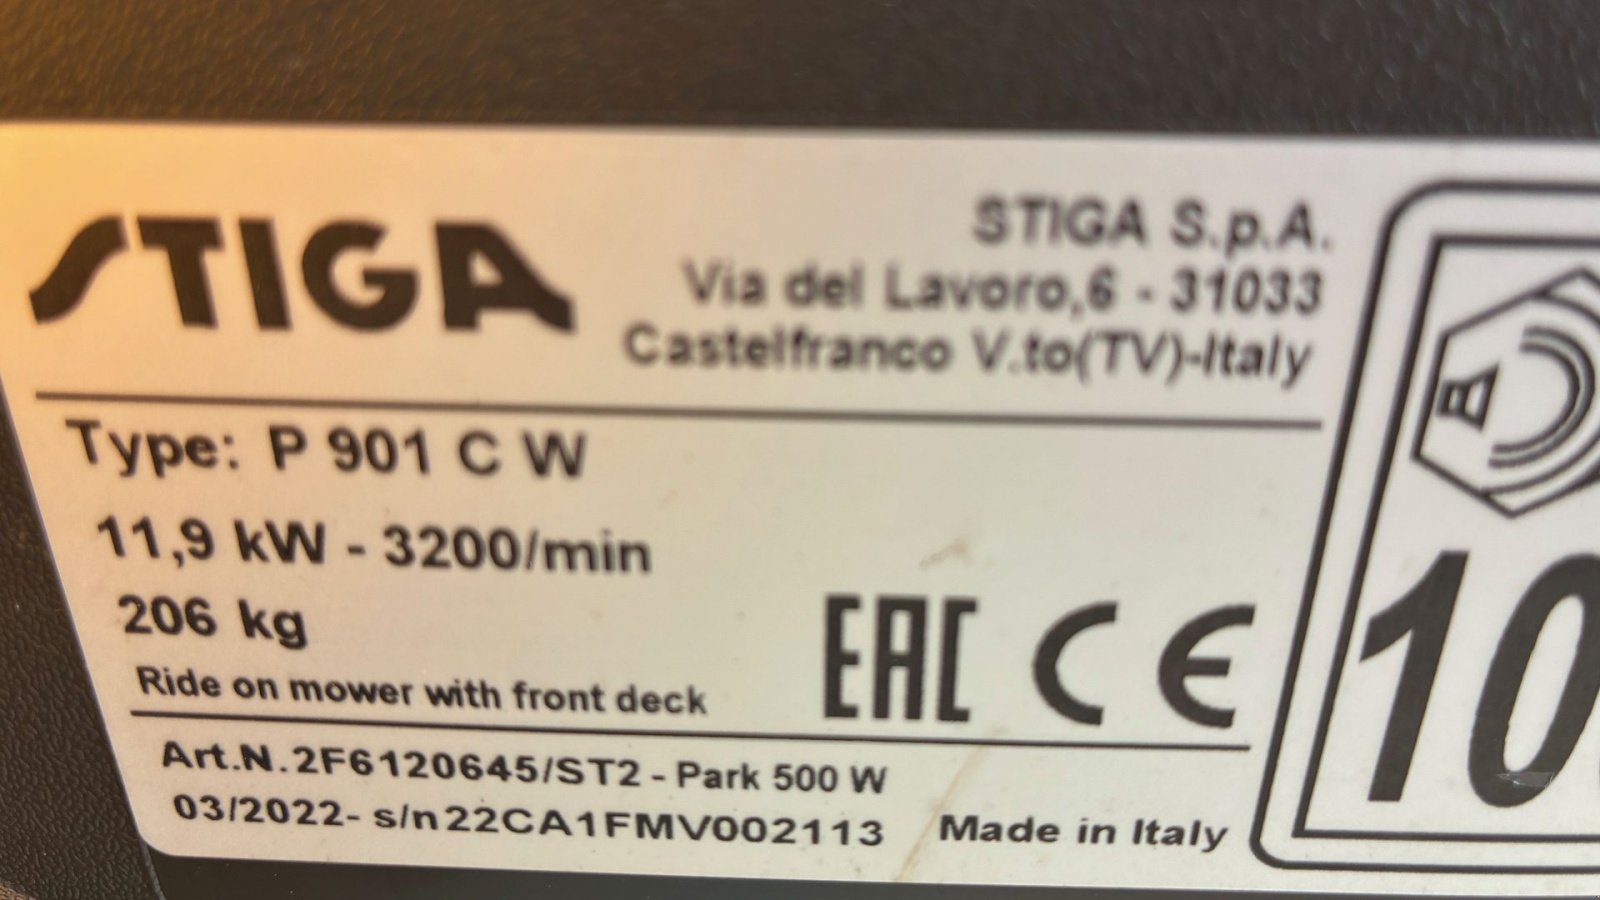 STIGA
STIGA S.p.A.
Via del Lavoro,6 - 31033
Castelfranco V.to(TV)-Italy
Type: P 901 C W
11,9 kW - 3200/min
206 kg
Ride on mower with front deck
EAC CE
Art.N.2F6120645/ST2 - Park 500 W
03/2022- s/n22CA1FMV002113
Made in Italy